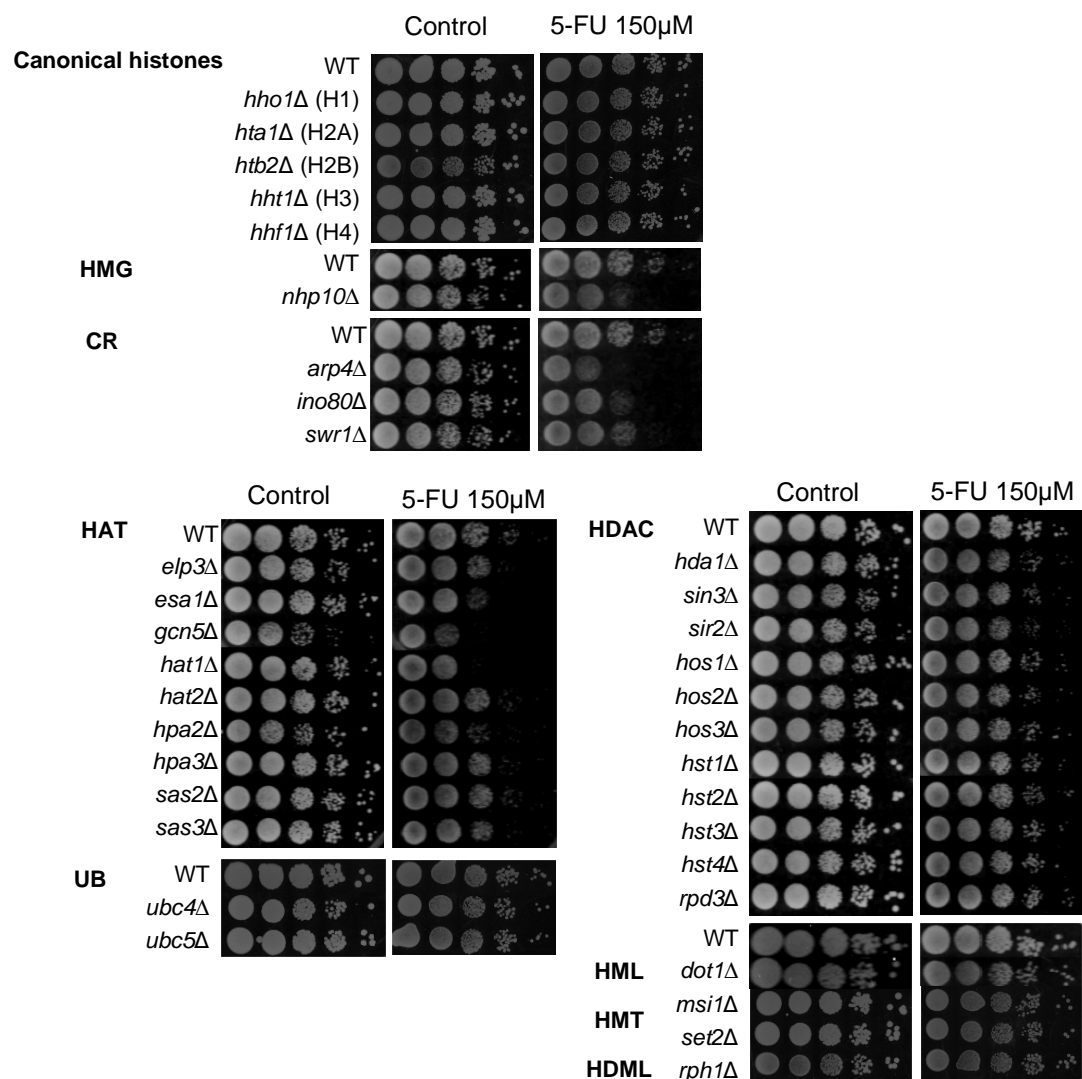 Control 5-FU 150µM
Canonical histones
WT
hho1Δ (H1)
hta1Δ (H2A)
htb2Δ (H2B)
hht1Δ (H3)
hhf1Δ (H4)
HMG
WT
nhp10Δ
CR
WT
arp4Δ
ino80Δ
swr1Δ
Control 5-FU 150µM
HAT
WT
elp3Δ
esa1Δ
gcn5Δ
hat1Δ
hat2Δ
hpa2Δ
hpa3Δ
sas2Δ
sas3Δ
UB
WT
ubc4Δ
ubc5Δ
Control 5-FU 150µM
HDAC
WT
hda1Δ
sin3Δ
sir2Δ
hos1Δ
hos2Δ
hos3Δ
hst1Δ
hst2Δ
hst3Δ
hst4Δ
rpd3Δ
WT
HML dot1Δ
msi1Δ
HMT
set2Δ
HDML rph1Δ